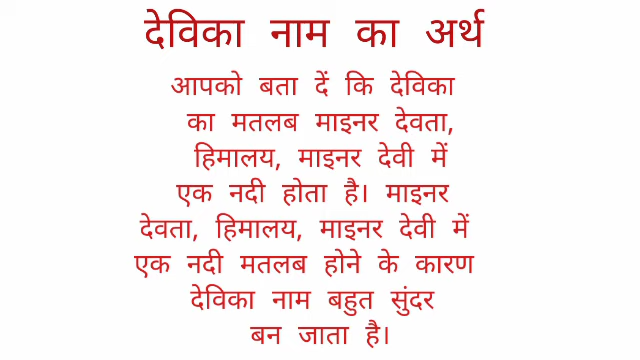 देविका नाम का अर्थ
आपको बता दें कि देविका
का मतलब माइनर देवता,
हिमालय, माइनर देवी में
एक नदी होता है। माइनर
देवता, हिमालय, माइनर देवी में
एक नदी मतलब होने के कारण
देविका नाम बहुत सुंदर
बन जाता है।